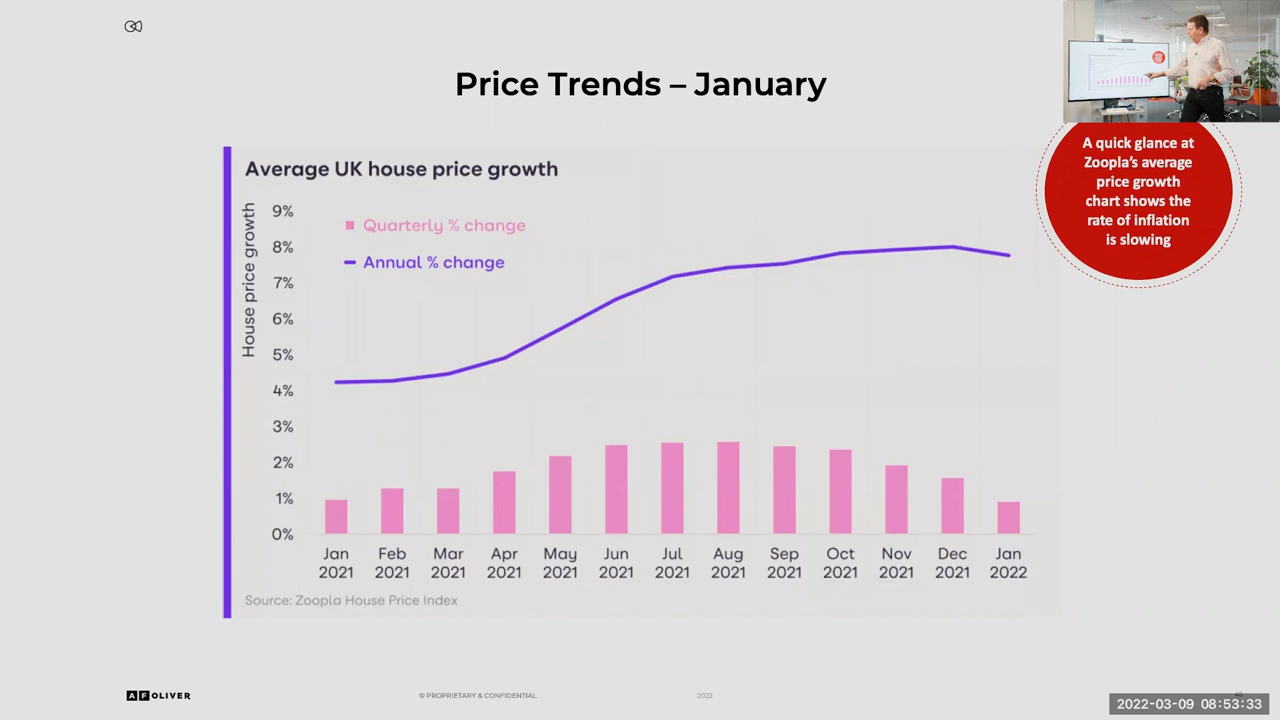 Price Trends – January
A quick glance at
Zoopla's average
price growth
chart shows the
rate of inflation
is slowing
Average UK house price growth
House price growth
9%
8%
7%
6%
5%
4%
3%
2%
1%
0%
Quarterly % change
Annual % change
Jan 2021
Feb 2021
Mar 2021
Apr 2021
May 2021
Jun 2021
Jul 2021
Aug 2021
Sep 2021
Oct 2021
Nov 2021
Dec 2021
Jan 2022
Source: Zoopla House Price Index
AF OLIVER
© PROPRIETARY & CONFIDENTIAL
2022
2022-03-09 08:53:33